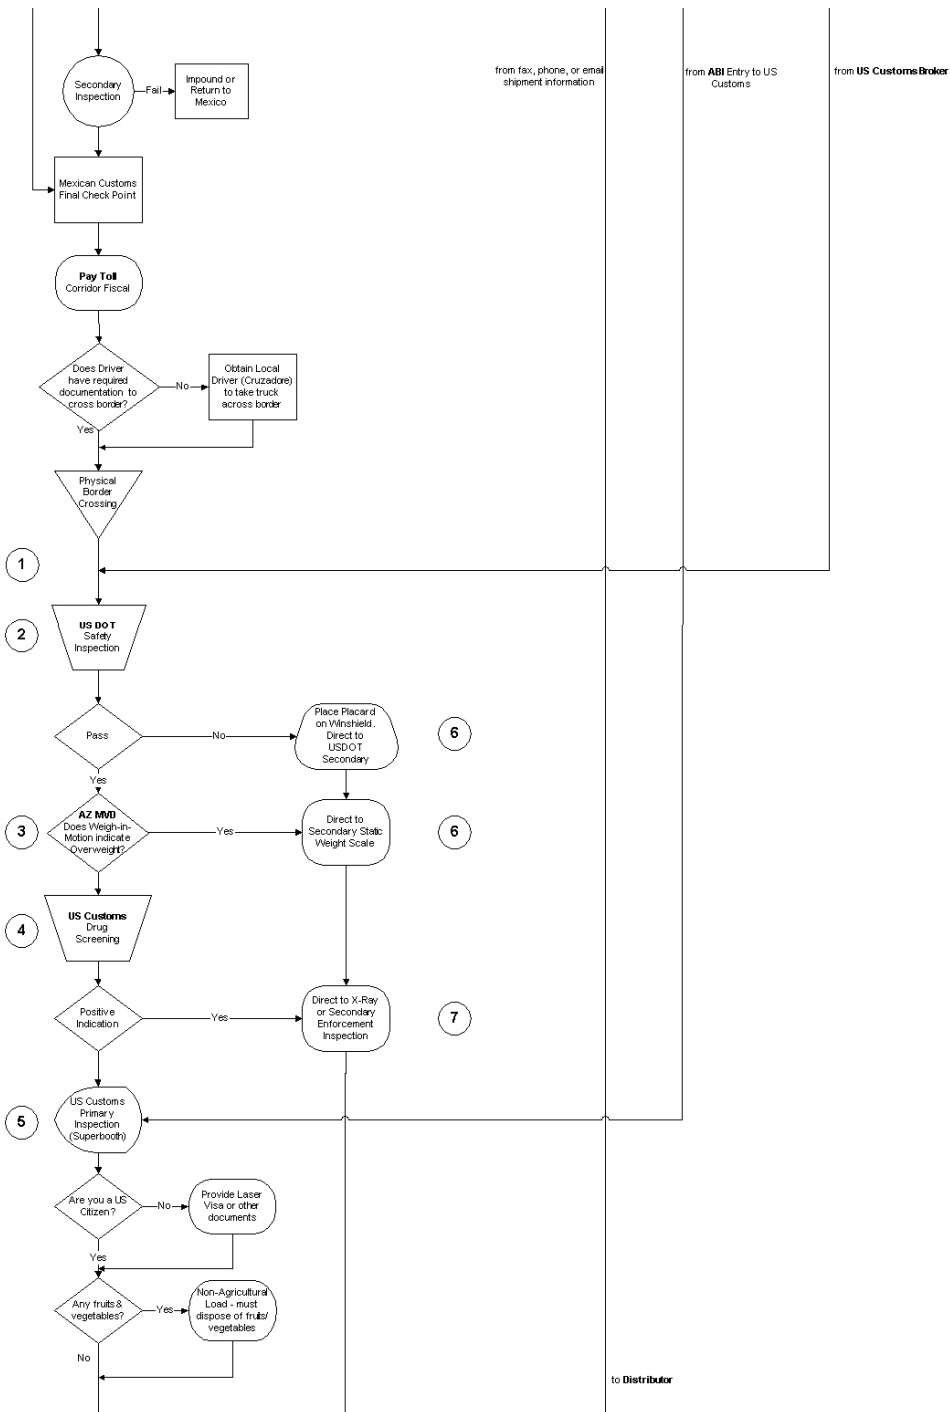 Secondary
Inspection
Fail
Impound or
Return to
Mexico
from fax, phone, or email
shipment information
from ABI Entry to US
Customs
from US Customs Broker
Mexican Customs
Final Check Point
Pay Toll
Corridor Fiscal
Does Driver
have required
documentation to
cross border?
No
Obtain Local
Driver (Cruzadore)
to take truck
across border
Yes
Physical
Border
Crossing
1
2
US DOT
Safety
Inspection
Pass
No
Place Placard
on Winshield.
Direct to
USDOT
Secondary
6
Yes
3
AZ MVD
Does Weigh-in-
Motion indicate
Overweight?
Yes
Direct to
Secondary Static
Weight Scale
6
4
US Customs
Drug
Screening
Positive
Indication
Yes
Direct to X-Ray
or Secondary
Enforcement
Inspection
7
5
US Customs
Primary
Inspection
(Superbooth)
Are you a US
Citizen?
No
Provide Laser
Visa or other
documents
Yes
Any fruits &
vegetables?
Yes
Non-Agricultural
Load - must
dispose of fruits/
vegetables
No
to Distributor